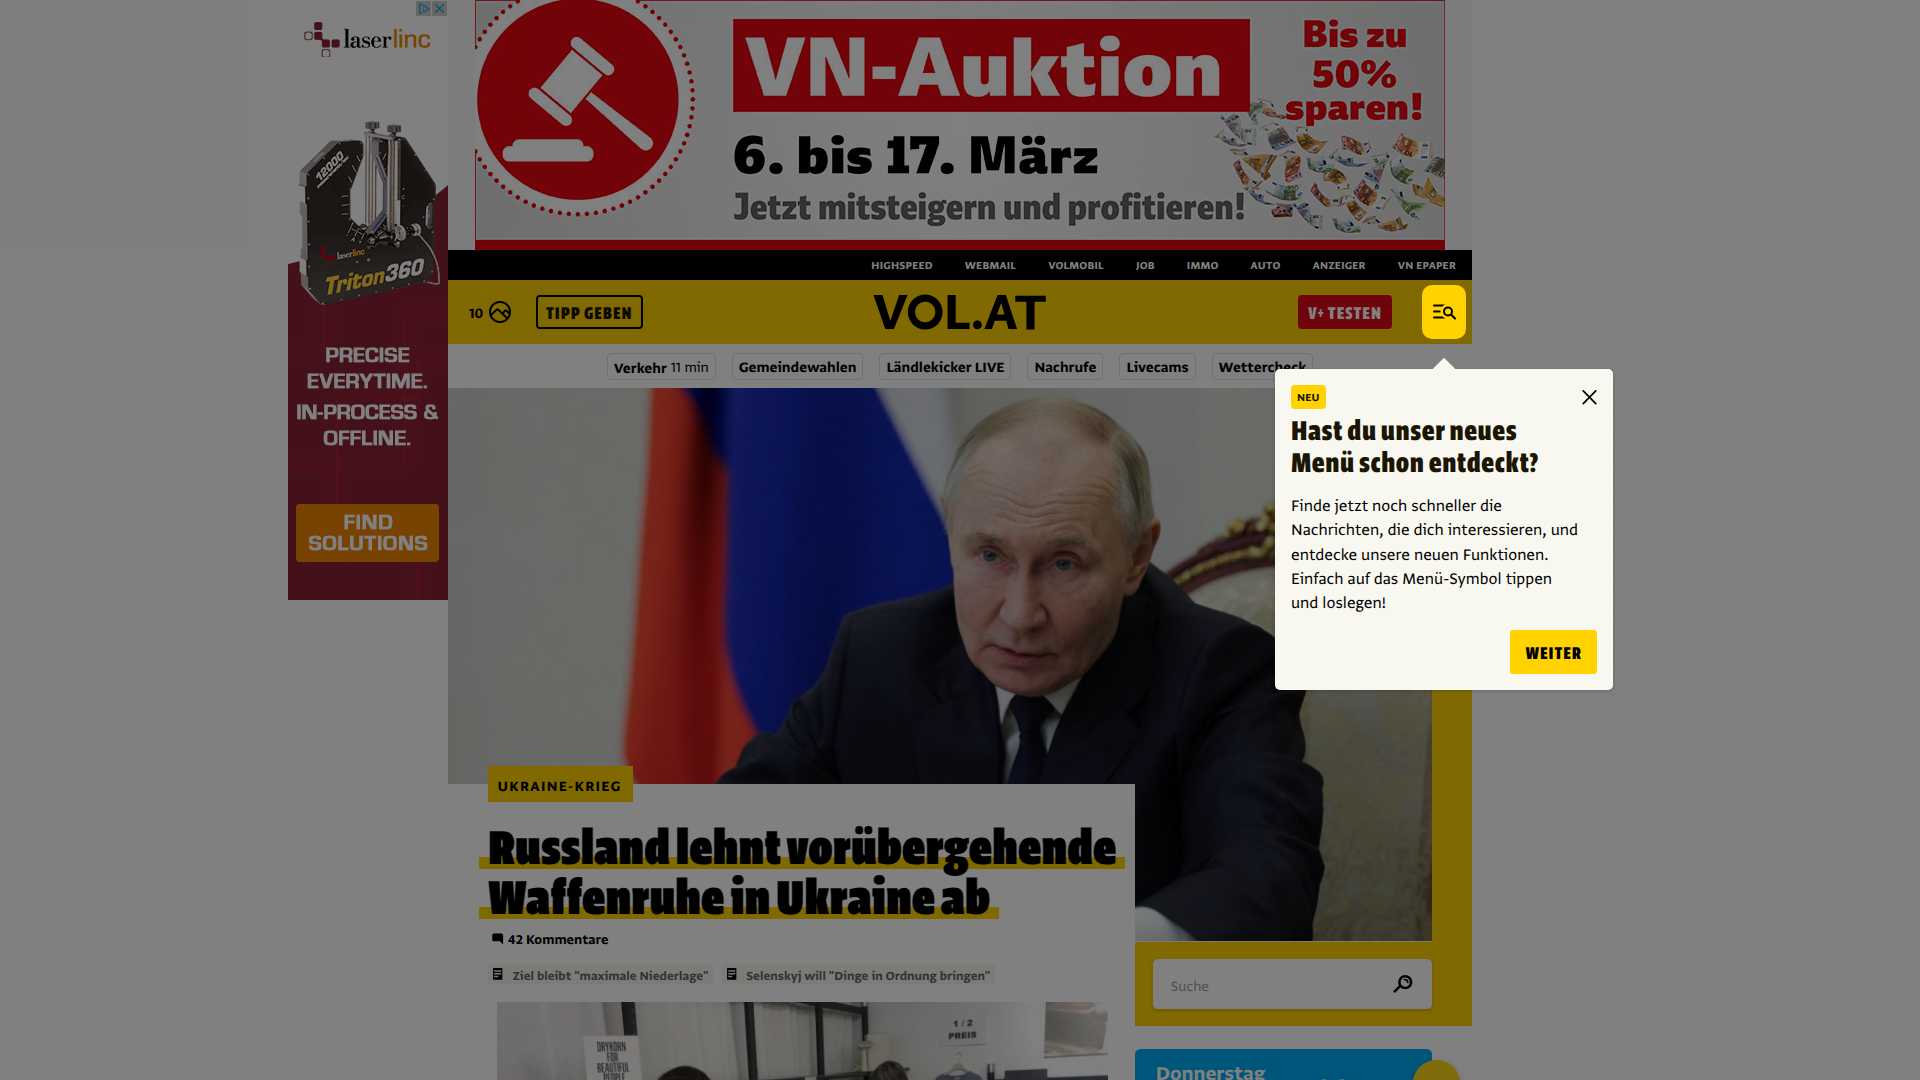 laserlinc
12000
laserlinc
Triton360
PRECISE
EVERYTIME.
IN-PROCESS &
OFFLINE.
FIND
SOLUTIONS
VN-Auktion
6. bis 17. März
Jetzt mitsteigern und profitieren!
Bis zu
50%
sparen!
HIGHSPEED WEBMAIL VOLMOBIL JOB IMMO AUTO ANZEIGER VN EPAPER
10 TIPP GEBEN VOL.AT V+ TESTEN
Verkehr 11 min Gemeindewahlen Ländlekicker LIVE Nachrufe Livecams Wettercheck
NEU
Hast du unser neues
Menü schon entdeckt?
Finde jetzt noch schneller die
Nachrichten, die dich interessieren, und
entdecke unsere neuen Funktionen.
Einfach auf das Menü-Symbol tippen
und loslegen!
WEITER
UKRAINE-KRIEG
Russland lehnt vorübergehende
Waffenruhe in Ukraine ab
42 Kommentare
Ziel bleibt "maximale Niederlage" Selenskyj will "Dinge in Ordnung bringen"
Suche
1/2
PREIS
DRYKORN
FOR
BEAUTIFUL
PEOPLE
Donnerstag